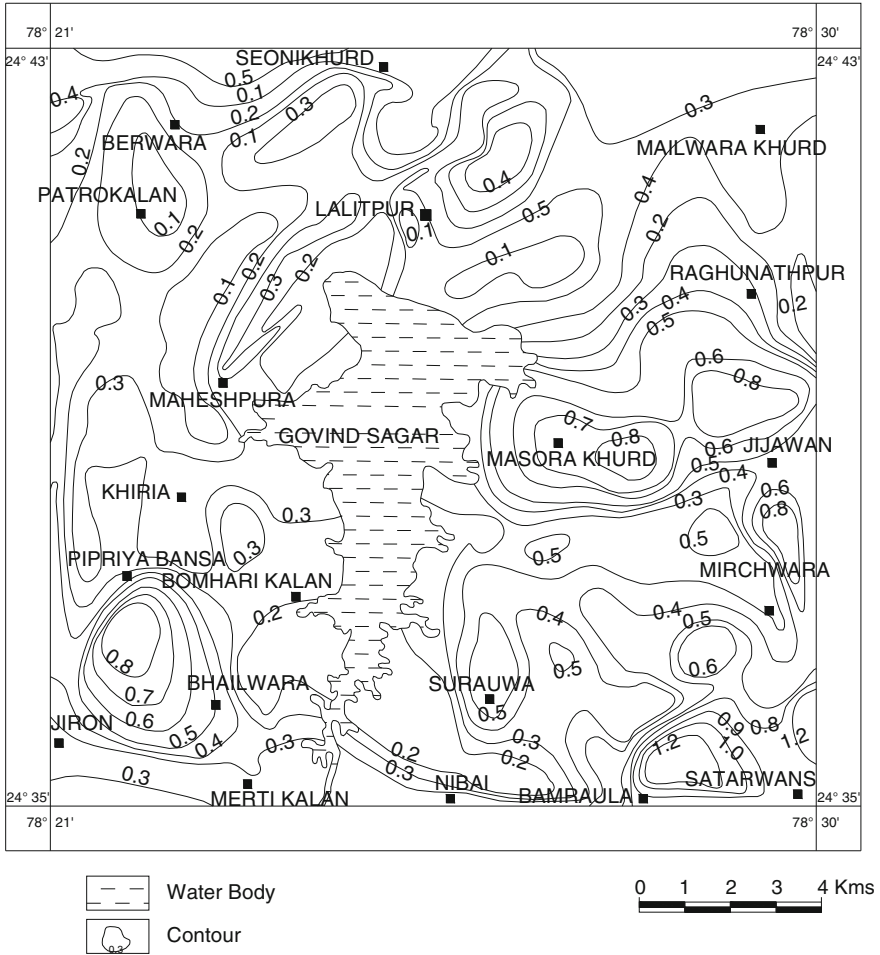 78° 21'
78° 30'
24° 43'
24° 43'
SEONIKHURD
0.5
0.4
0.1
0.3
0.3
0.2
BERWARA
0.1
MAILWARA KHURD
0.2
PATROKALAN
0.4
0.4
LALITPUR
0.5
0.1
0.1
0.2
0.2
0.1
0.2
0.2
0.1
0.3
RAGHUNATHPUR
0.3
0.4
0.2
0.5
0.6
0.3
0.8
MAHESHPURA
0.7
GOVIND SAGAR
0.8
MASORA KHURD
0.6
JIJAWAN
0.5
0.4
KHIRIA
0.6
0.3
0.3
0.8
0.3
0.5
0.5
PIPRIYA BANSA
BOMHARI KALAN
MIRCHWARA
0.2
0.4
0.4
0.5
0.8
0.5
0.6
0.7
BHAILWARA
SURAUWA
0.6
0.5
JIRON
0.5
0.4
0.3
0.2
0.3
0.2
0.9
0.8
1.2
1.0
1.2
0.3
0.3
NIBAI
SATARWANS
MERTI KALAN
BAMRAULA
24° 35'
24° 35'
78° 21'
78° 30'
Water Body
0 1 2 3 4 Kms
0.3
Contour